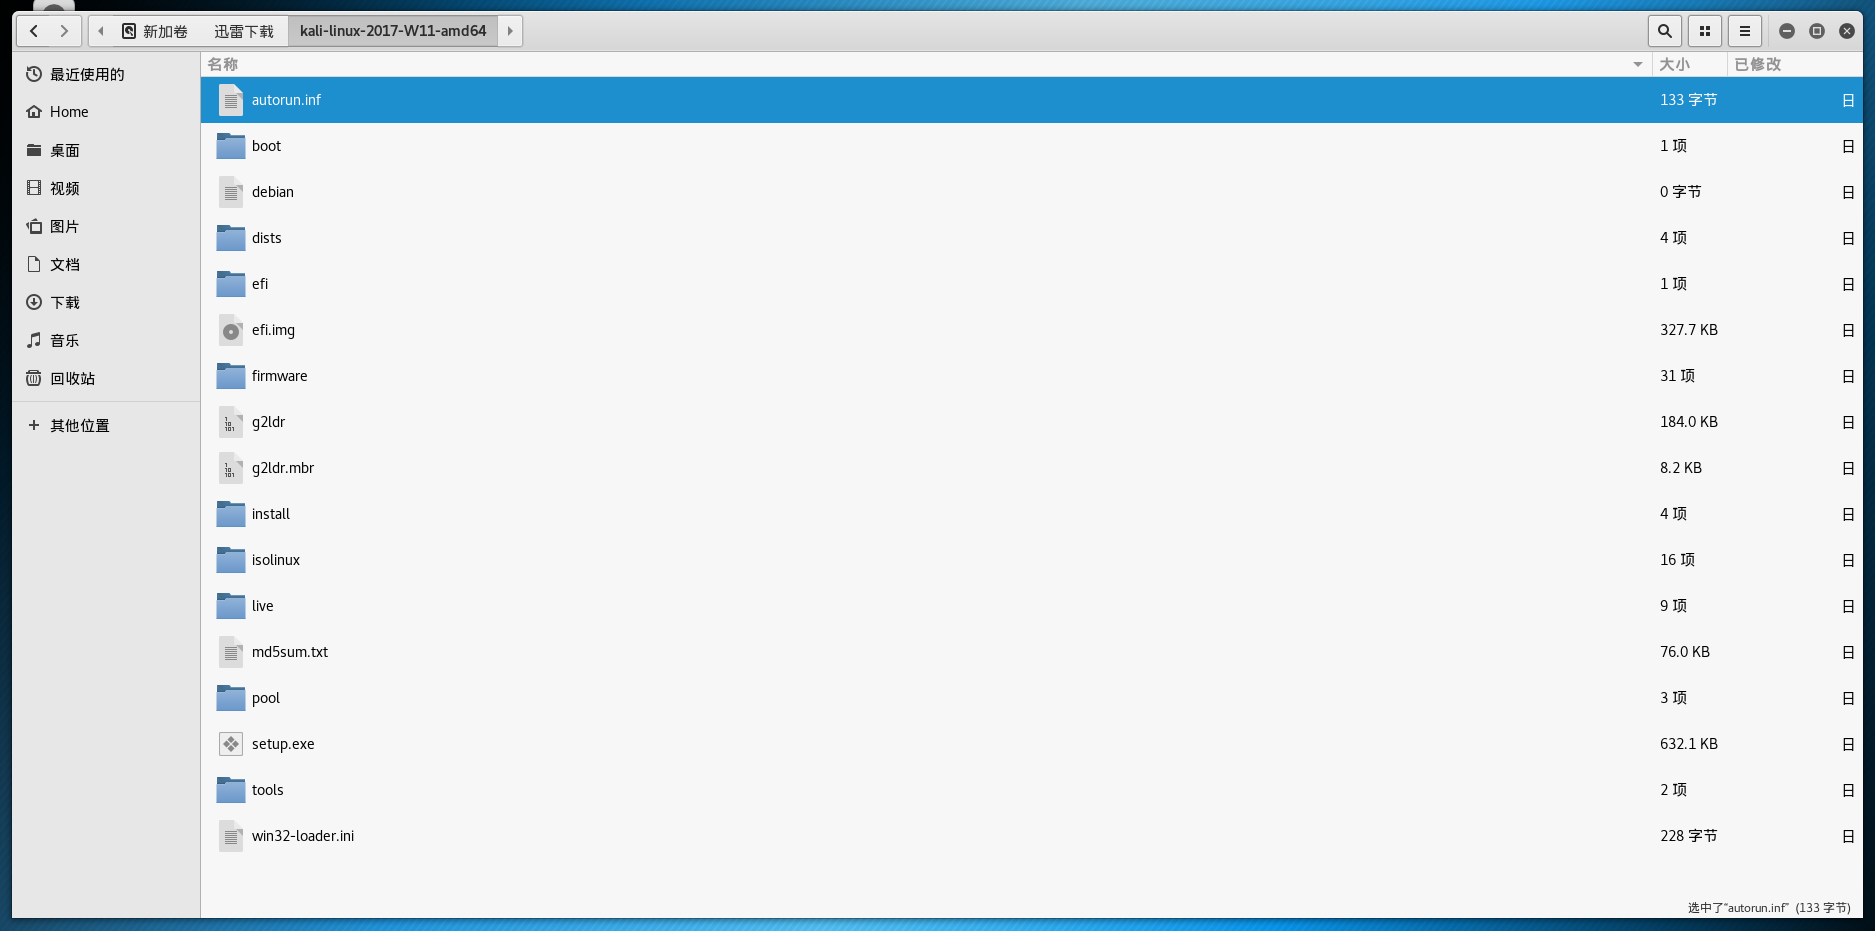 新加卷 迅雷下载 kali-linux-2017-W11-amd64
名称 大小 已修改
最近使用的
Home
桌面
视频
图片
文档
下载
音乐
回收站
其他位置
autorun.inf 133 字节 日
boot 1 项 日
debian 0 字节 日
dists 4 项 日
efi 1 项 日
efi.img 327.7 KB 日
firmware 31 项 日
g2ldr 184.0 KB 日
g2ldr.mbr 8.2 KB 日
install 4 项 日
isolinux 16 项 日
live 9 项 日
md5sum.txt 76.0 KB 日
pool 3 项 日
setup.exe 632.1 KB 日
tools 2 项 日
win32-loader.ini 228 字节 日
选中了“autorun.inf” (133 字节)